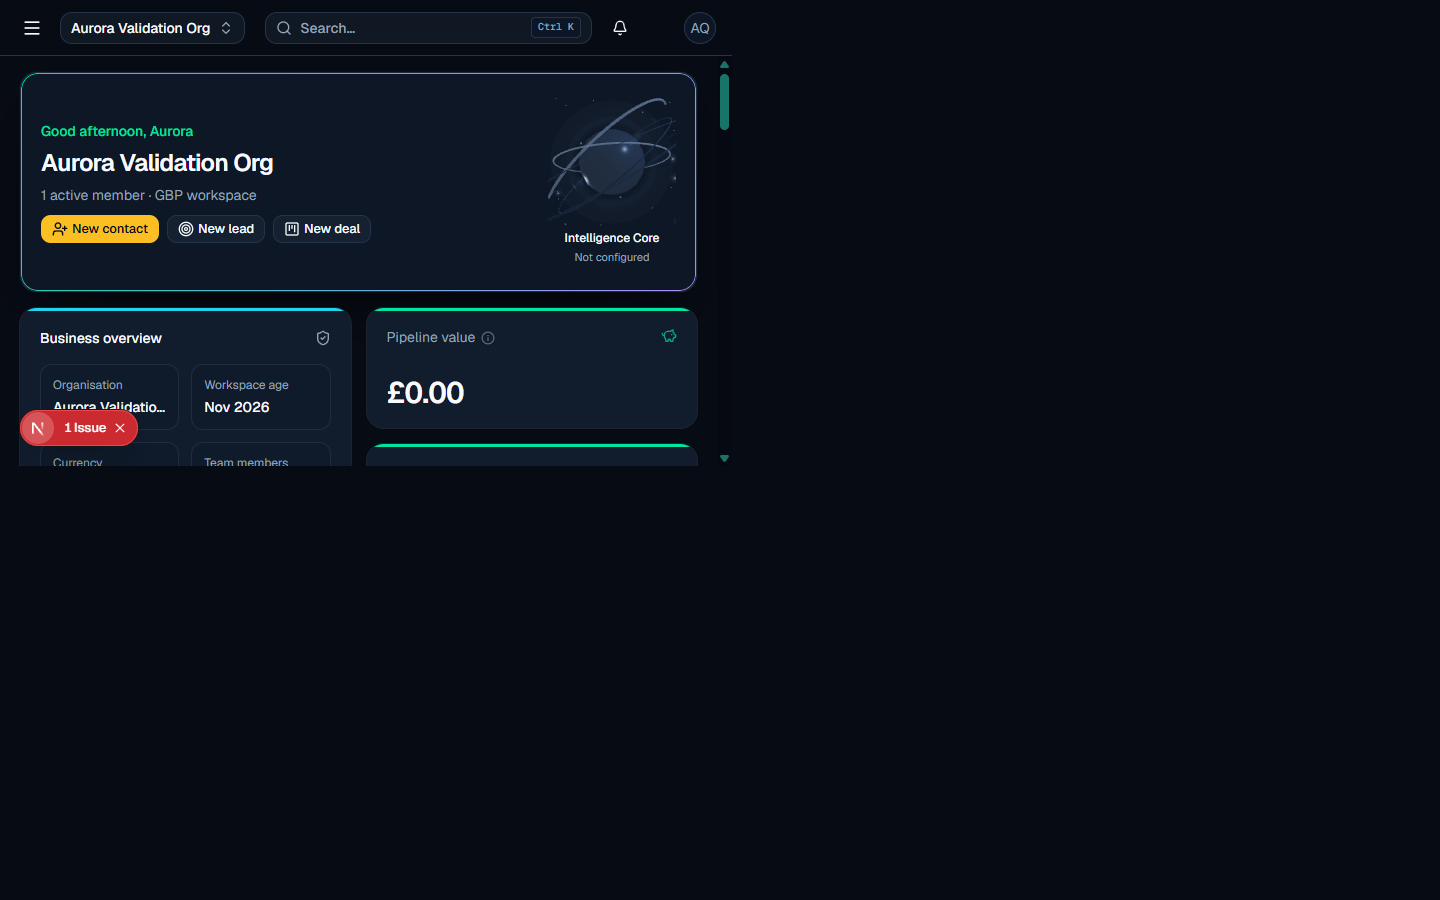 Aurora Validation Org
Search...
Ctrl K
AQ
Good afternoon, Aurora
Aurora Validation Org
1 active member · GBP workspace
New contact
New lead
New deal
Intelligence Core
Not configured
Business overview
Organisation
Aurora Validatio...
Workspace age
Nov 2026
Currency
Team members
Pipeline value
£0.00
N
1 Issue